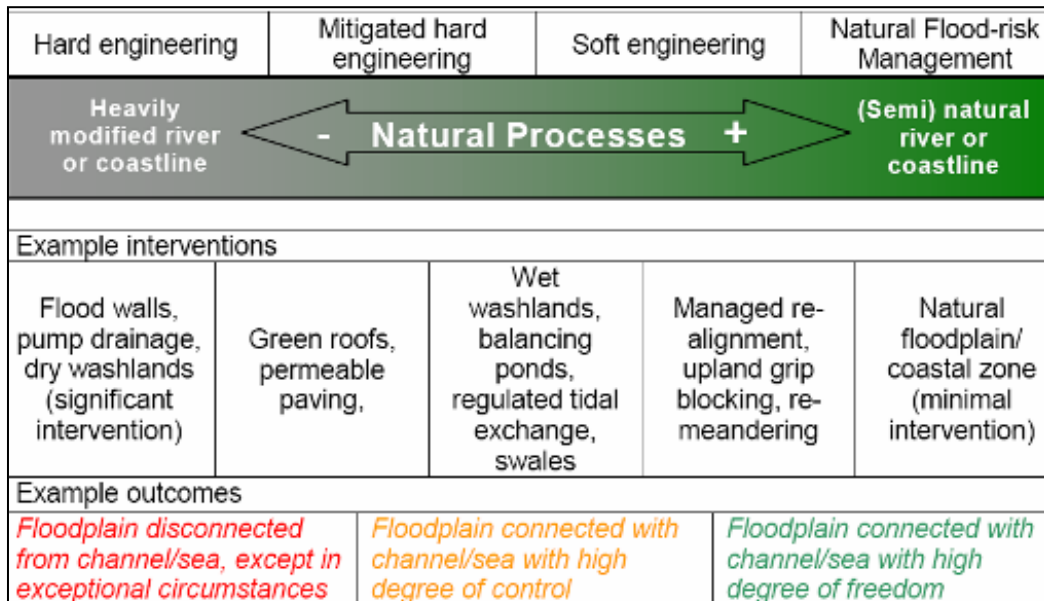 Hard engineering
Mitigated hard
engineering
Soft engineering
Natural Flood-risk
Management
Heavily
modified river
or coastline
- Natural Processes +
(Semi) natural
river or
coastline
Example interventions
Flood walls,
pump drainage,
dry washlands
(significant
intervention)
Green roofs,
permeable
paving,
Wet
washlands,
balancing
ponds,
regulated tidal
exchange,
swales
Managed re-
alignment,
upland grip
blocking, re-
meandering
Natural
floodplain/
coastal zone
(minimal
intervention)
Example outcomes
Floodplain disconnected
from channel/sea, except in
exceptional circumstances
Floodplain connected with
channel/sea with high
degree of control
Floodplain connected with
channel/sea with high
degree of freedom